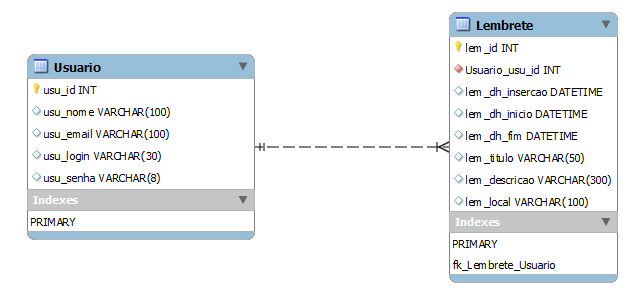 Usuario
usu_id INT
usu_nome VARCHAR(100)
usu_email VARCHAR(100)
usu_login VARCHAR(30)
usu_senha VARCHAR(8)
Indexes
PRIMARY
Lembrete
lem_id INT
Usuario_usu_id INT
lem_dh_insercao DATETIME
lem_dh_inicio DATETIME
lem_dh_fim DATETIME
lem_titulo VARCHAR(50)
lem_descricao VARCHAR(300)
lem_local VARCHAR(100)
Indexes
PRIMARY
fk_Lembrete_Usuario